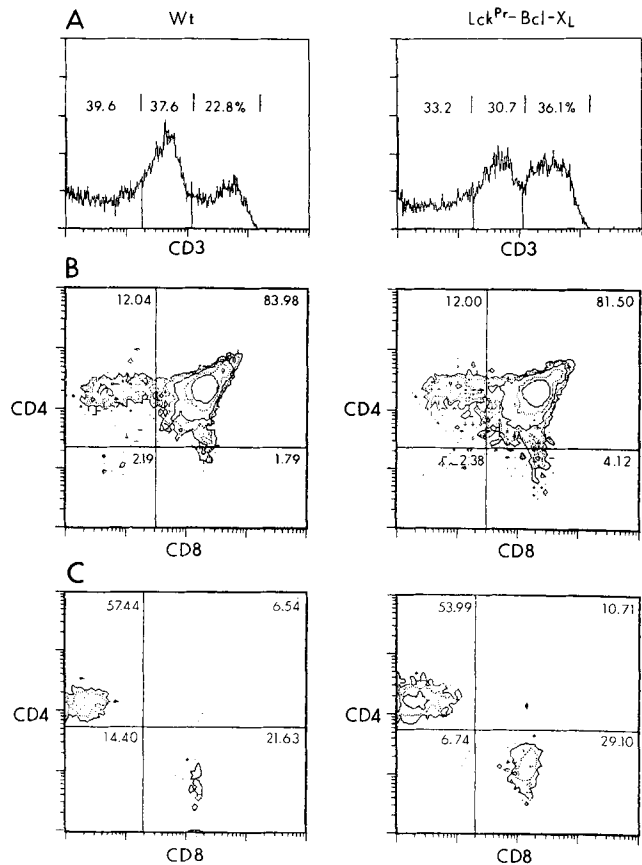 A
Wt
Lck^Pr-Bcl-X_L
39.6 | 37.6 | 22.8% |
33.2 | 30.7 | 36.1% |
CD3
CD3
B
12.04
83.98
2.19
1.79
CD4
CD8
12.00
81.50
2.38
4.12
CD4
CD8
C
57.44
6.54
14.40
21.63
CD4
CD8
53.99
10.71
6.74
29.10
CD4
CD8